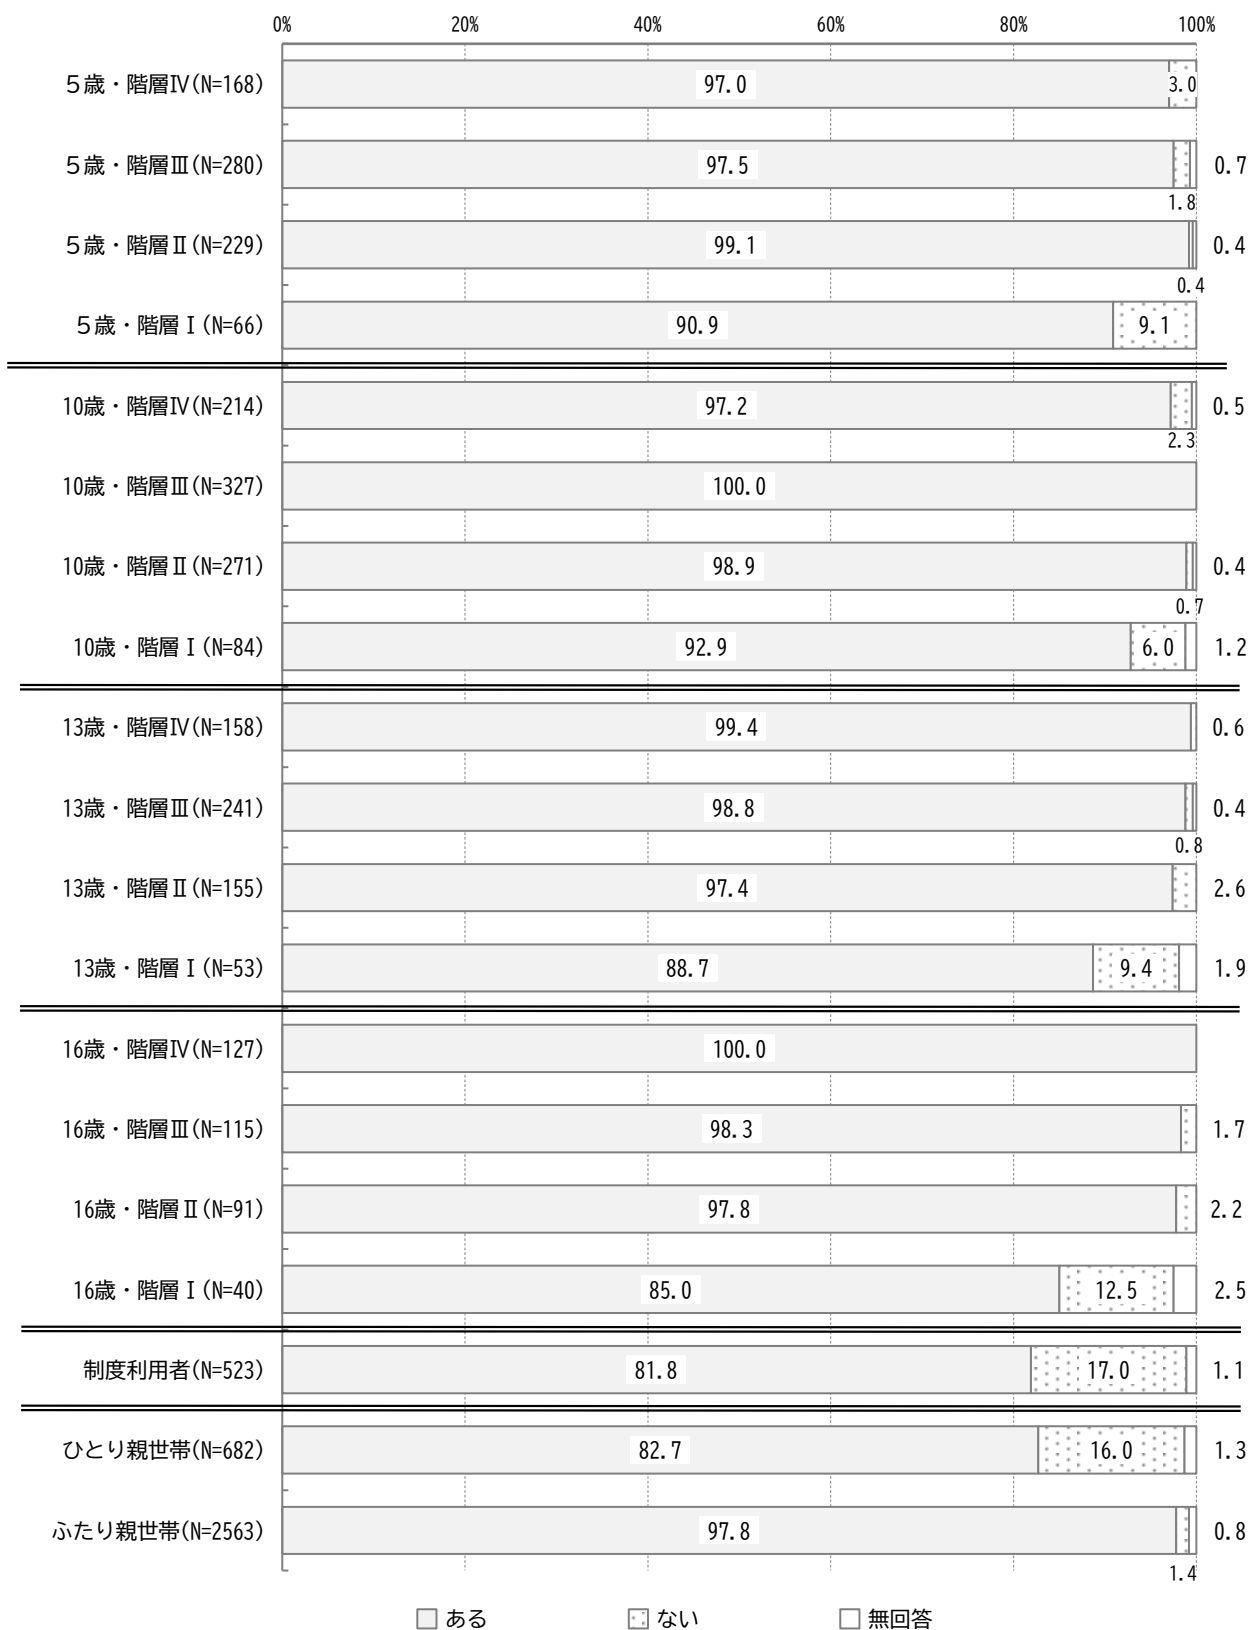 0% 20% 40% 60% 80% 100%
5歳・階層Ⅳ(N=168) 97.0 3.0
5歳・階層Ⅲ(N=280) 97.5 0.7
1.8
5歳・階層Ⅱ(N=229) 99.1 0.4
0.4
5歳・階層Ⅰ(N=66) 90.9 9.1
10歳・階層Ⅳ(N=214) 97.2 0.5
2.3
10歳・階層Ⅲ(N=327) 100.0
10歳・階層Ⅱ(N=271) 98.9 0.4
0.7
10歳・階層Ⅰ(N=84) 92.9 6.0 1.2
13歳・階層Ⅳ(N=158) 99.4 0.6
13歳・階層Ⅲ(N=241) 98.8 0.4
0.8
13歳・階層Ⅱ(N=155) 97.4 2.6
13歳・階層Ⅰ(N=53) 88.7 9.4 1.9
16歳・階層Ⅳ(N=127) 100.0
16歳・階層Ⅲ(N=115) 98.3 1.7
16歳・階層Ⅱ(N=91) 97.8 2.2
16歳・階層Ⅰ(N=40) 85.0 12.5 2.5
制度利用者(N=523) 81.8 17.0 1.1
ひとり親世帯(N=682) 82.7 16.0 1.3
ふたり親世帯(N=2563) 97.8 0.8
1.4
ある ない 無回答